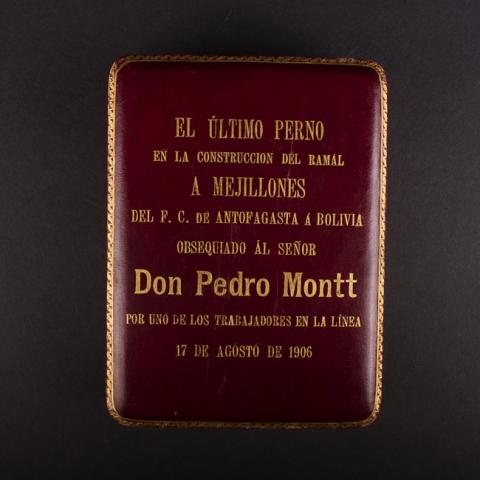 EL ÚLTIMO PERNO
EN LA CONSTRUCCION DEL RAMÁL
A MEJILLONES
DEL F. C. DE ANTOFAGASTA Á BOLIVIA
OBSEQUIADO ÁL SEÑOR
Don Pedro Montt
POR UNO DE LOS TRABAJADORES EN LA LÍNEA
17 DE AGOSTO DE 1906